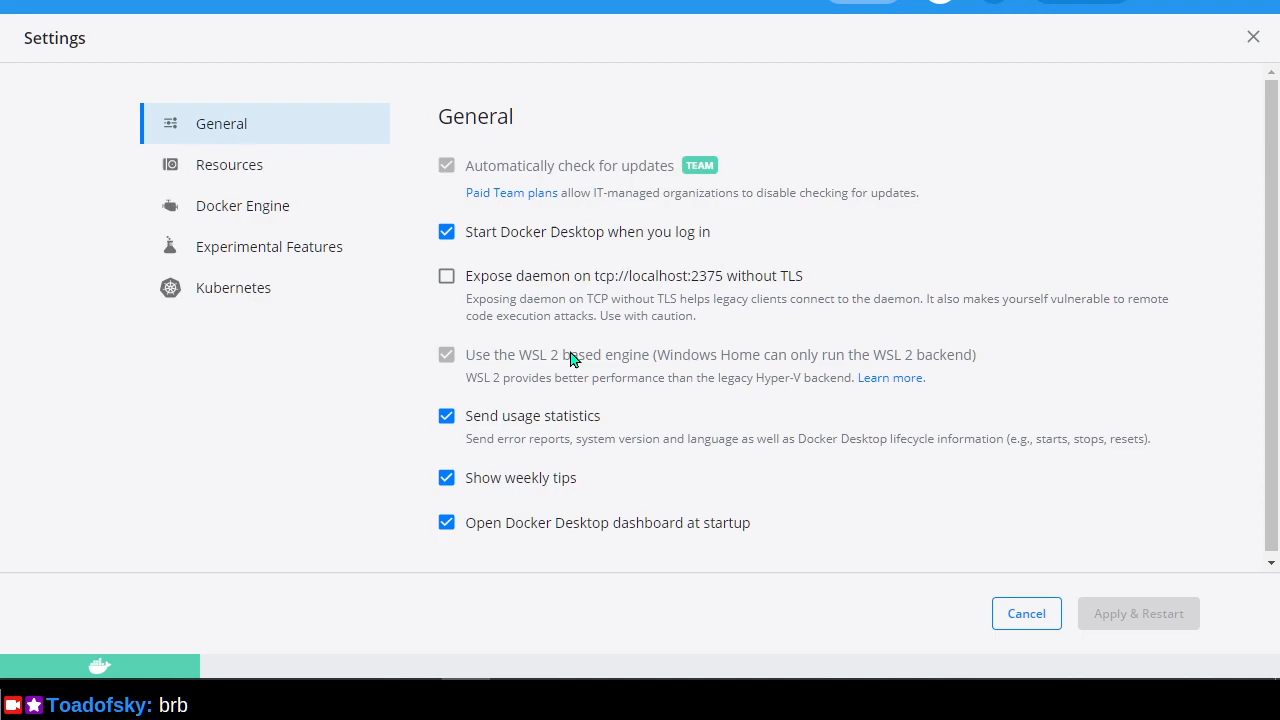 Settings
General
Resources
Docker Engine
Experimental Features
Kubernetes
General
Automatically check for updates TEAM
Paid Team plans allow IT-managed organizations to disable checking for updates.
Start Docker Desktop when you log in
Expose daemon on tcp://localhost:2375 without TLS
Exposing daemon on TCP without TLS helps legacy clients connect to the daemon. It also makes yourself vulnerable to remote
code execution attacks. Use with caution.
Use the WSL 2 based engine (Windows Home can only run the WSL 2 backend)
WSL 2 provides better performance than the legacy Hyper-V backend. Learn more.
Send usage statistics
Send error reports, system version and language as well as Docker Desktop lifecycle information (e.g., starts, stops, resets).
Show weekly tips
Open Docker Desktop dashboard at startup
Cancel
Apply & Restart
Toadofsky: brb